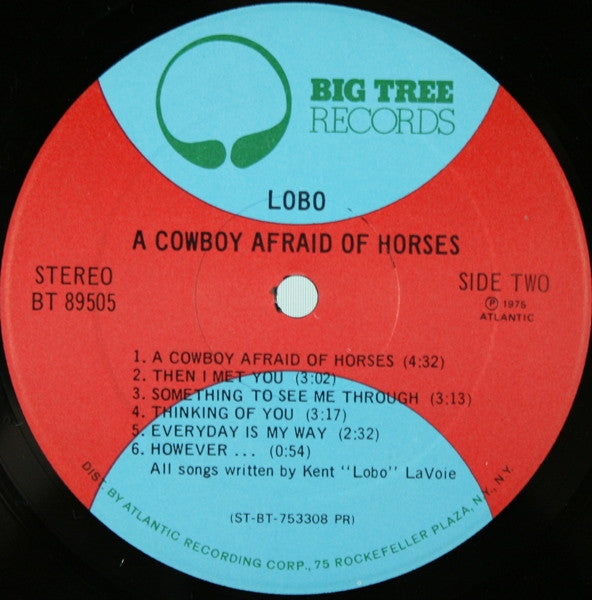 BIG TREE
RECORDS
LOBO
A COWBOY AFRAID OF HORSES
STEREO
BT 89505
SIDE TWO
Ⓟ 1975
ATLANTIC
1. A COWBOY AFRAID OF HORSES (4:32)
2. THEN I MET YOU (3:02)
3. SOMETHING TO SEE ME THROUGH (3:13)
4. THINKING OF YOU (3:17)
5. EVERYDAY IS MY WAY (2:32)
6. HOWEVER ... (0:54)
All songs written by Kent "Lobo" LaVoie
(ST-BT-753308 PR)
DIST. BY ATLANTIC RECORDING CORP., 75 ROCKEFELLER PLAZA, N.Y., N.Y.